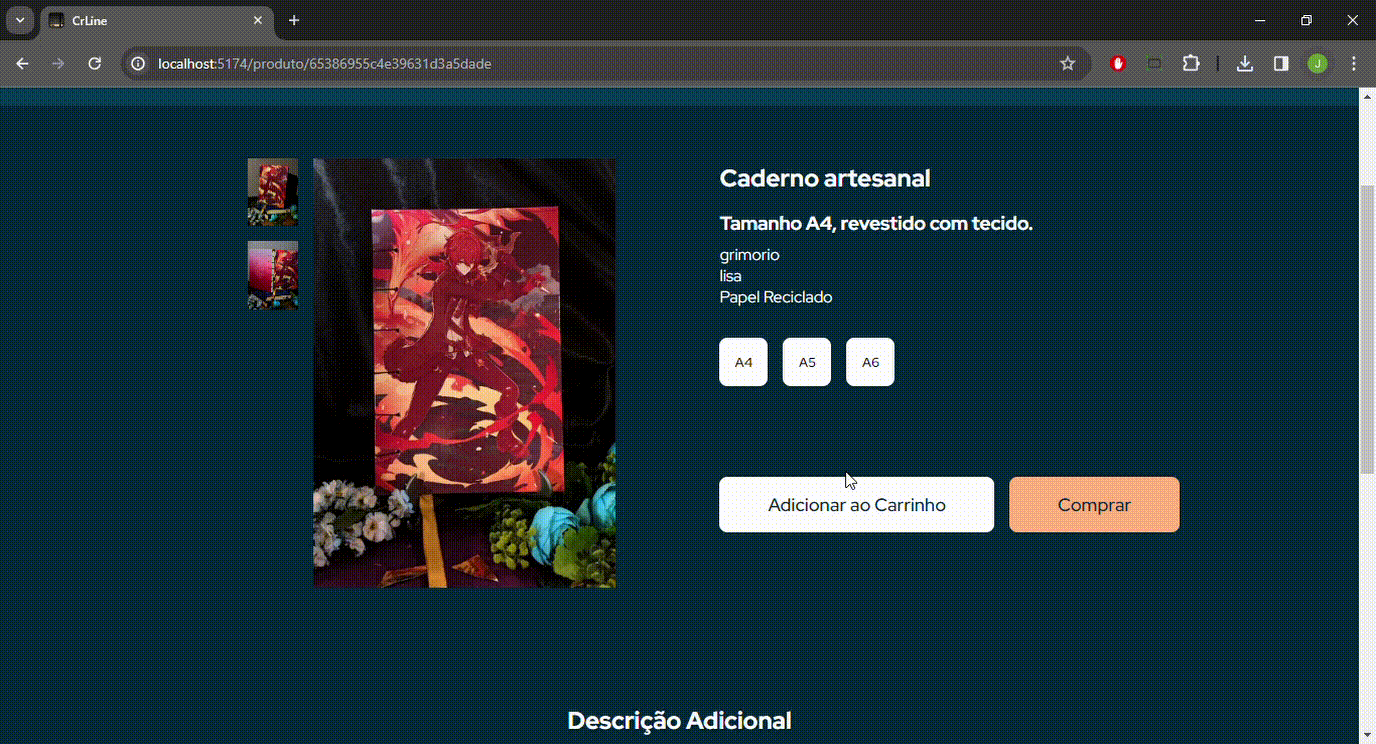 CrLine
localhost:5174/produto/65386955c4e39631d3a5dade
J
Caderno artesanal
Tamanho A4, revestido com tecido.
grimorio
lisa
Papel Reciclado
A4 A5 A6
Adicionar ao Carrinho Comprar
Descrição Adicional